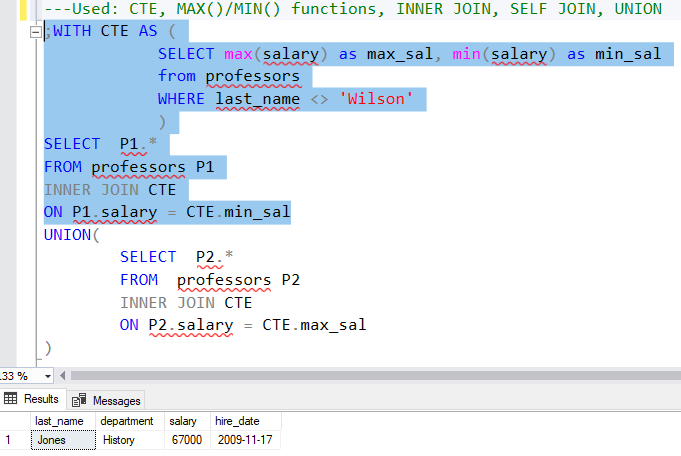 ---Used: CTE, MAX()/MIN() functions, INNER JOIN, SELF JOIN, UNION
;WITH CTE AS (
SELECT max(salary) as max_sal, min(salary) as min_sal
from professors
WHERE last_name <> 'Wilson'
)
SELECT P1.*
FROM professors P1
INNER JOIN CTE
ON P1.salary = CTE.min_sal
UNION(
SELECT P2.*
FROM professors P2
INNER JOIN CTE
ON P2.salary = CTE.max_sal
)
133 %
Results Messages
last_name department salary hire_date
1 Jones History 67000 2009-11-17